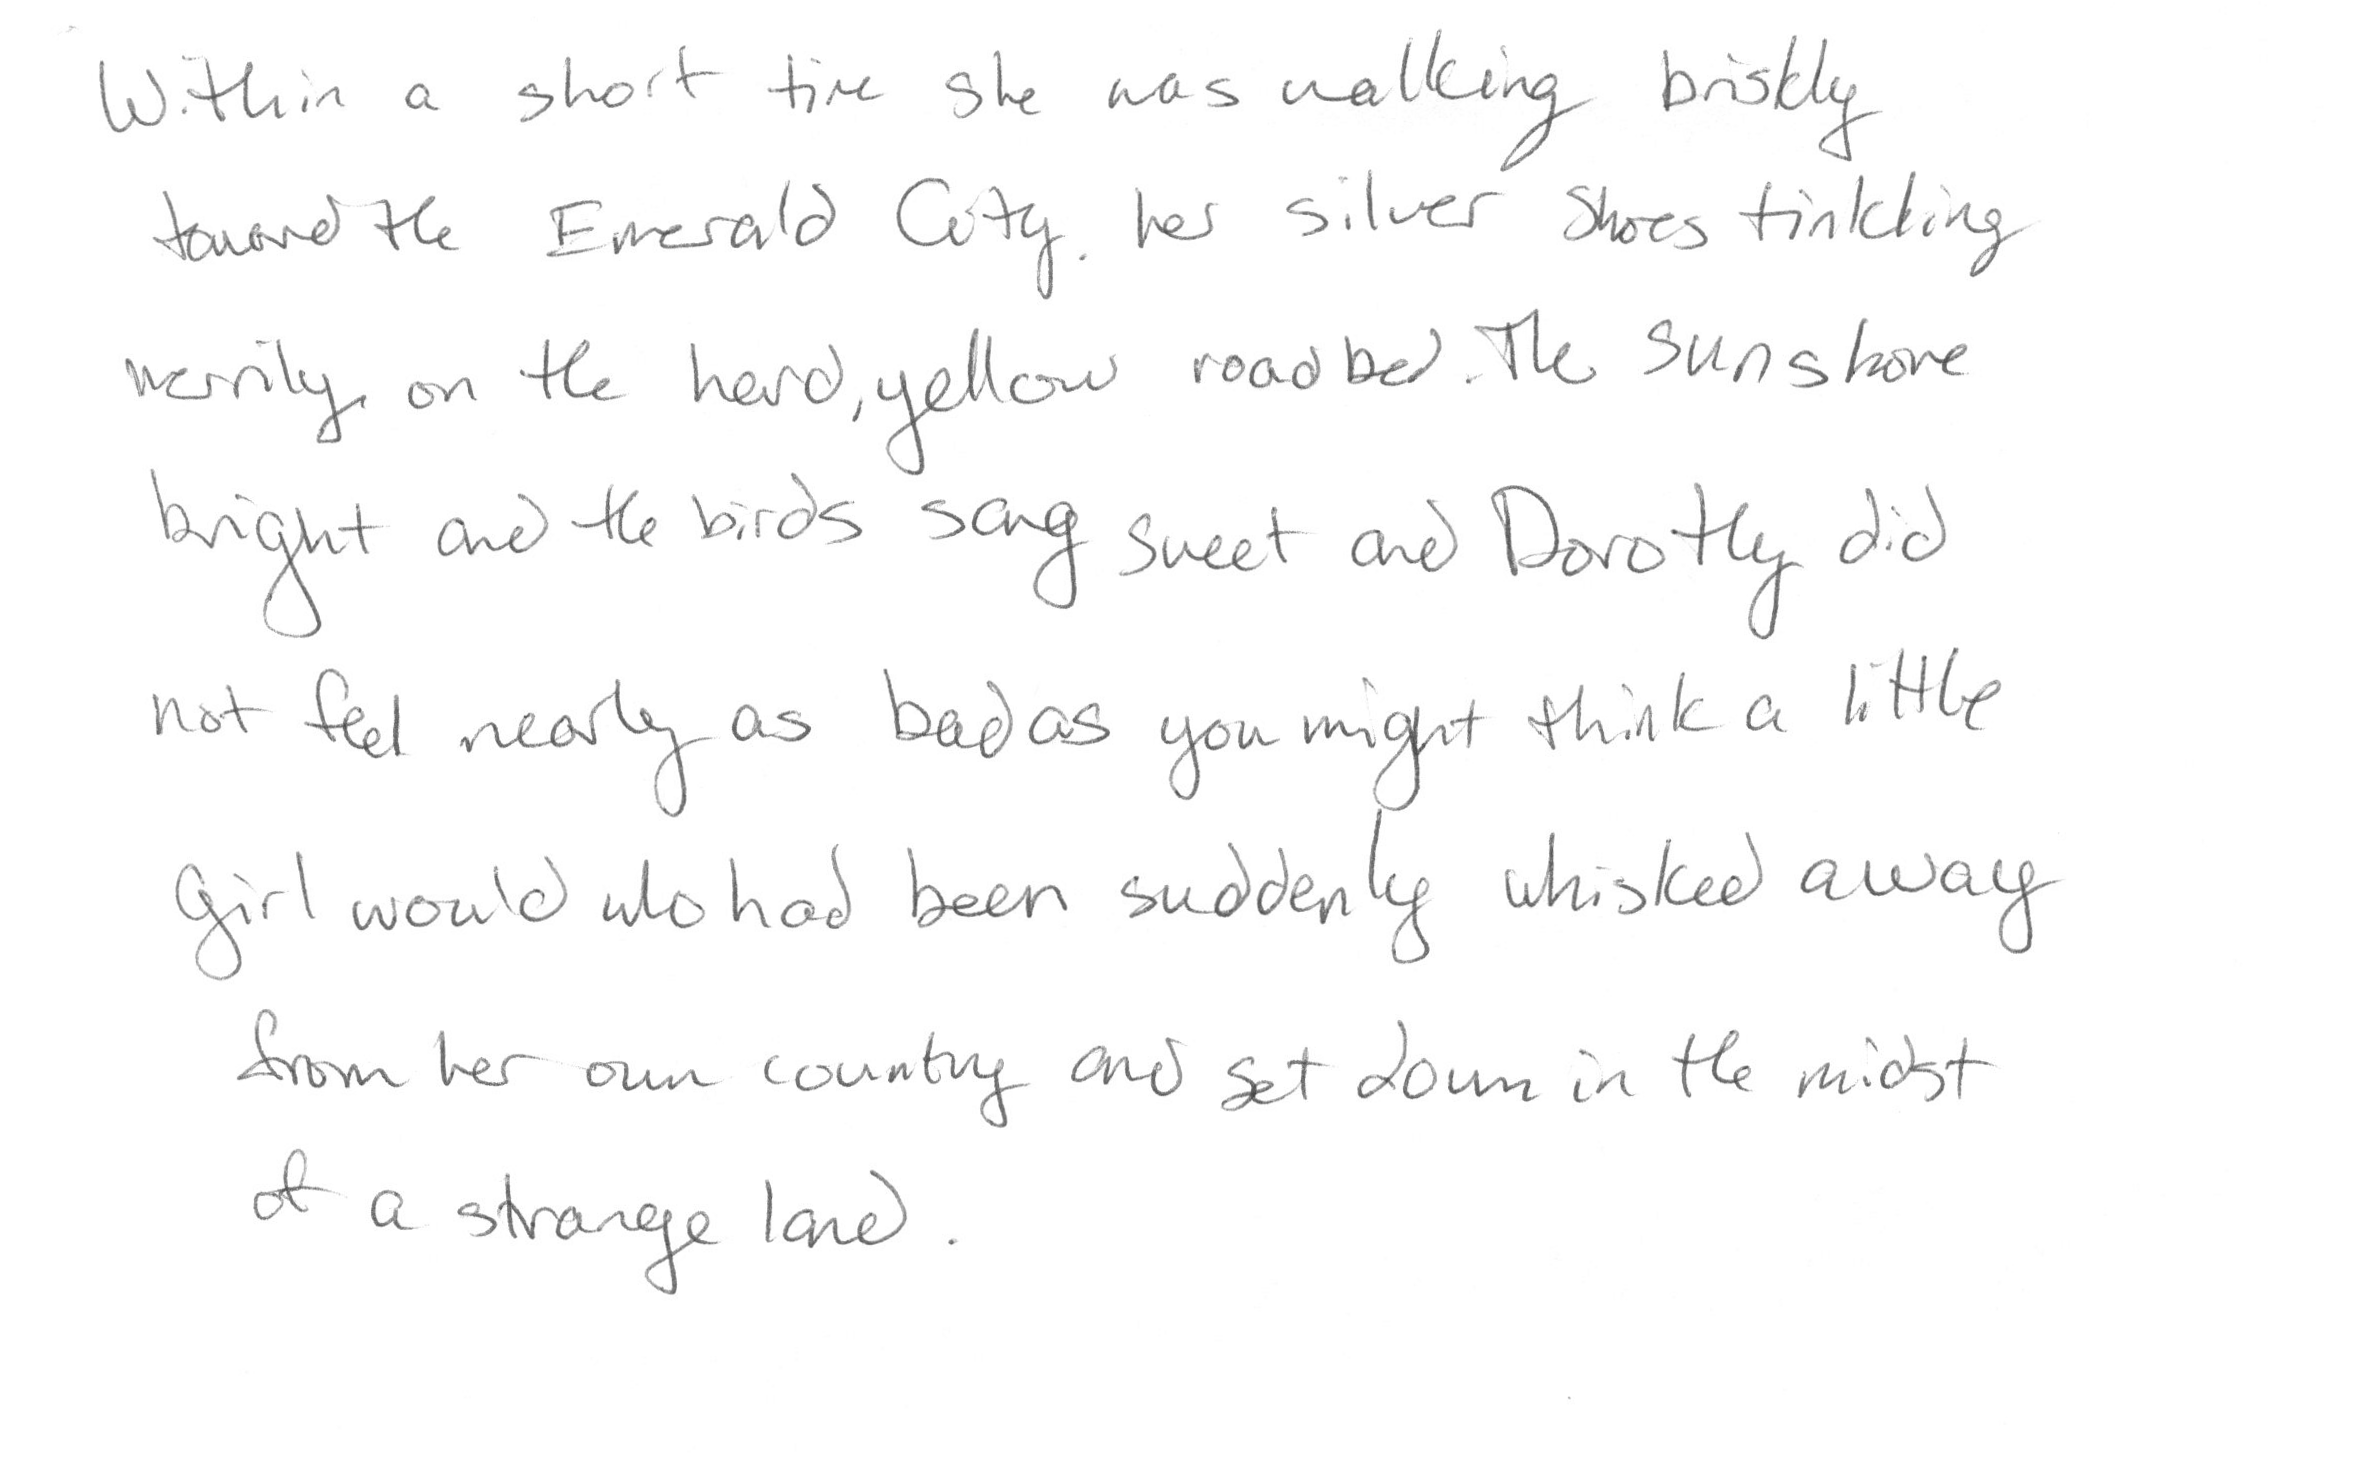 Within a short time she was walking briskly
toward the Emerald City. her silver shoes tinkling
merrily on the hard, yellow roadbed. The sun shone
bright and the birds sang sweet and Dorothy did
not feel nearly as bad as you might think a little
girl would who had been suddenly whisked away
from her own country and set down in the midst
of a strange land.